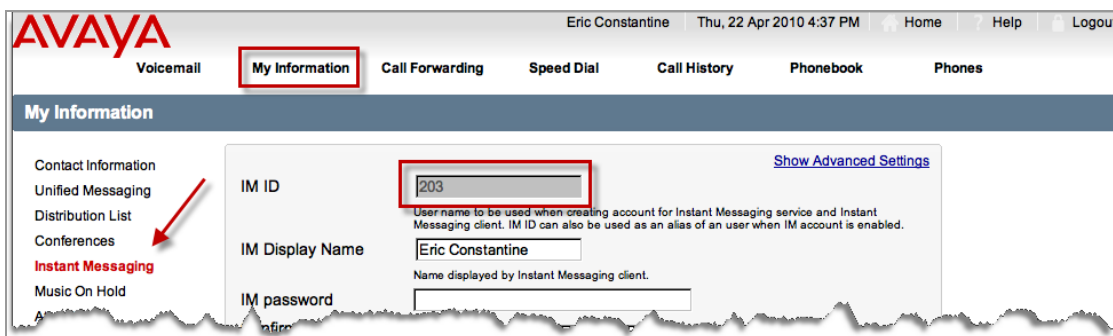 AVAYA
Eric Constantine Thu, 22 Apr 2010 4:37 PM Home ? Help Logou
Voicemail My Information Call Forwarding Speed Dial Call History Phonebook Phones
My Information
Contact Information
Unified Messaging
Distribution List
Conferences
Instant Messaging
Music On Hold
Show Advanced Settings
IM ID 203
User name to be used when creating account for Instant Messaging service and Instant
Messaging client. IM ID can also be used as an alias of an user when IM account is enabled.
IM Display Name Eric Constantine
Name displayed by Instant Messaging client.
IM password